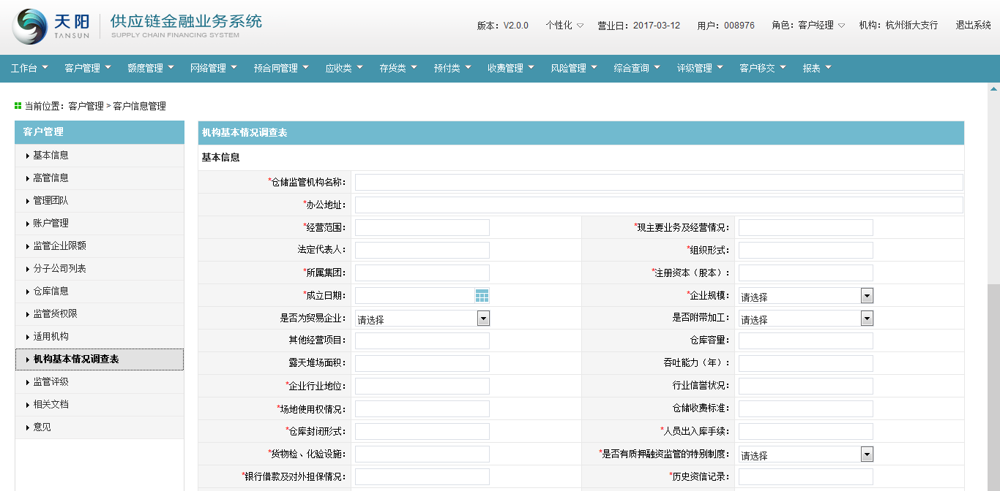 天阳 TANSUN 供应链金融业务系统 SUPPLY CHAIN FINANCING SYSTEM
版本：V2.0.0 个性化 营业日：2017-03-12 用户：008976 角色：客户经理 机构：杭州浙大支行 退出系统
工作台 客户管理 额度管理 网络管理 预合同管理 应收类 存货类 预付类 收费管理 风险管理 综合查询 评级管理 客户移交 报表
当前位置：客户管理 > 客户信息管理
客户管理
基本信息
高管信息
管理团队
账户管理
监管企业限额
分子公司列表
仓库信息
监管货权限
适用机构
机构基本情况调查表
监管评级
相关文档
意见
机构基本情况调查表
基本信息
*仓储监管机构名称：
*办公地址：
*经营范围： *现主要业务及经营情况：
法定代表人： *组织形式：
*所属集团： *注册资本（股本）：
*成立日期： *企业规模： 请选择
是否为贸易企业： 请选择 是否附带加工： 请选择
其他经营项目： 仓库容量：
露天堆场面积： 吞吐能力（年）：
*企业行业地位： 行业信誉状况：
*场地使用权情况： 仓储收费标准：
*仓库封闭形式： *人员出入库手续：
*货物检、化验设施： *是否有质押融资监管的特别制度： 请选择
*银行借款及对外担保情况： *历史资信记录：